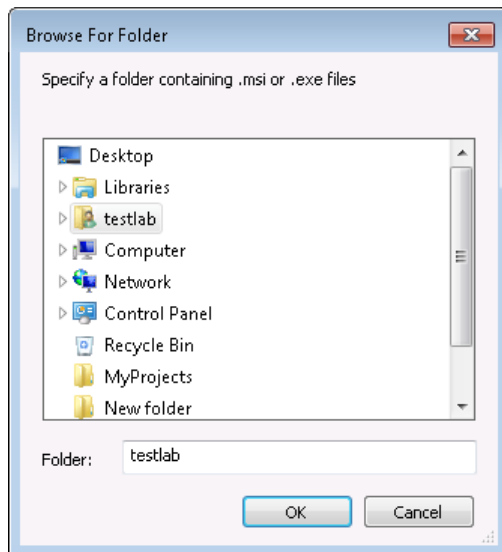 Browse For Folder
Specify a folder containing .msi or .exe files
Desktop
Libraries
testlab
Computer
Network
Control Panel
Recycle Bin
MyProjects
New folder
Folder: testlab
OK Cancel